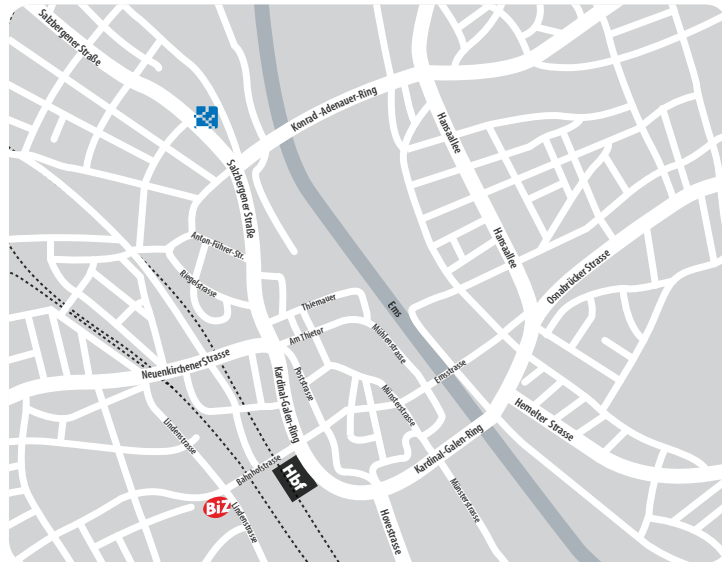 Salzbergener Straße
Konrad -Adenauer-Ring
Hansaallee
Salzbergener Straße
Anton-Führer-Str.
Hansaallee
Osnabrücker Strasse
Riegelstrasse
Thiemauer
Ems
Am Thietor
Mühlenstrasse
Neuenkirchener Strasse
Emsstrasse
Poststrasse
Kardinal-Galen-Ring
Münsterstrasse
Hemelter Strasse
Lindenstrasse
Kardinal-Galen-Ring
Bahnhofstrasse
Hbf
BiZ
Lindenstrasse
Münsterstrasse
Hovestrasse